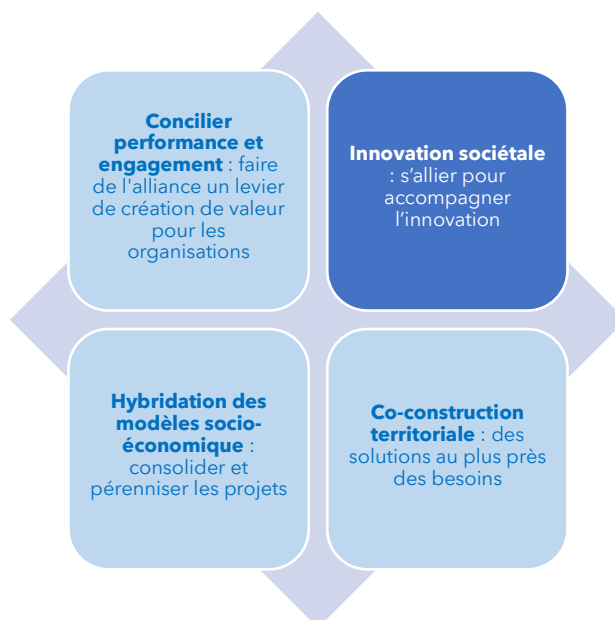 Concilier
performance et
engagement : faire
de l'alliance un levier
de création de valeur
pour les
organisations
Innovation sociétale
: s’allier pour
accompagner
l’innovation
Hybridation des
modèles socio-
économique :
consolider et
pérenniser les projets
Co-construction
territoriale : des
solutions au plus près
des besoins